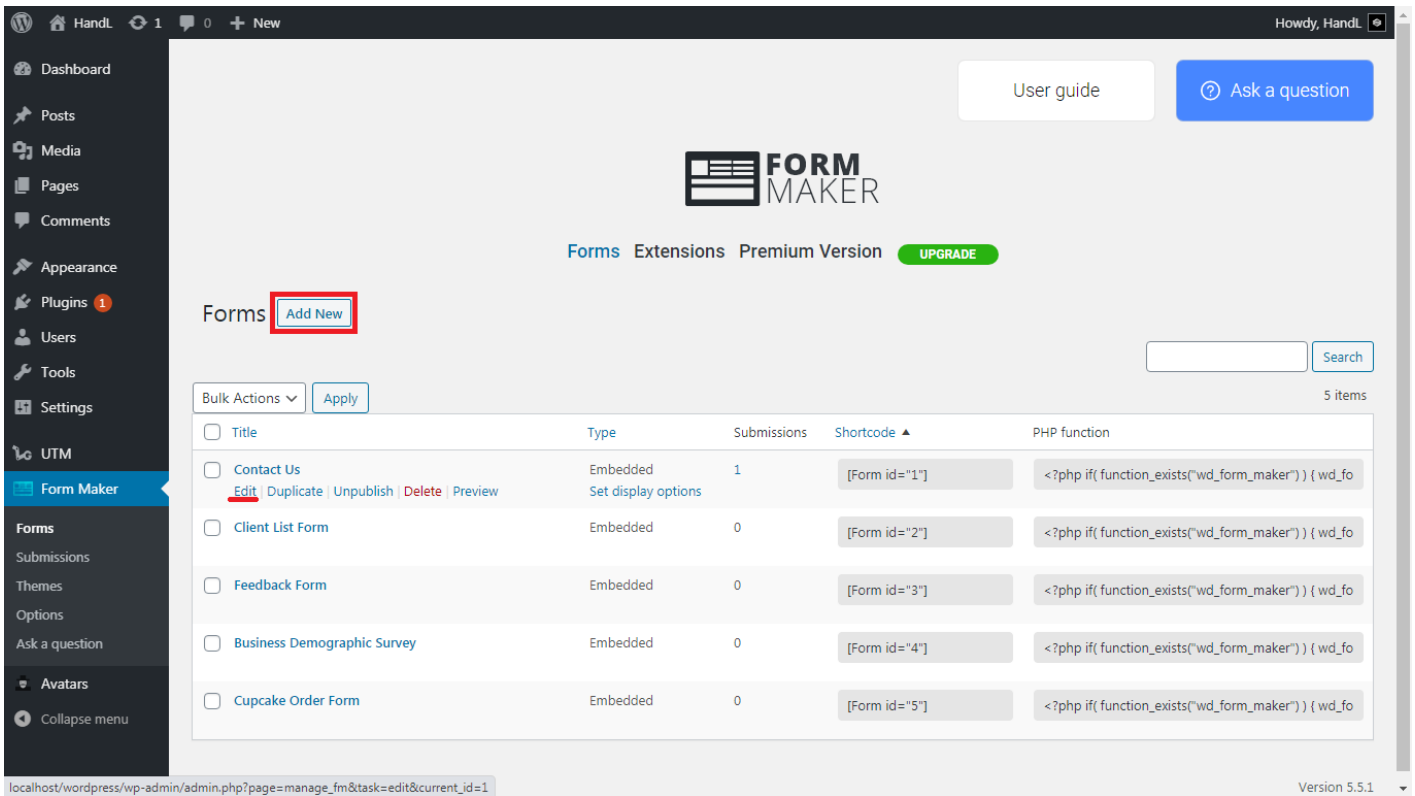 HandL 1 0 New Howdy, HandL
Dashboard
Posts
Media
Pages
Comments
Appearance
Plugins 1
Users
Tools
Settings
UTM
Form Maker
Forms
Submissions
Themes
Options
Ask a question
Avatars
Collapse menu
User guide
Ask a question
FORM
MAKER
Forms Extensions Premium Version UPGRADE
Forms Add New
Search
Bulk Actions Apply 5 items
Title Type Submissions Shortcode PHP function
Contact Us Embedded 1 [Form id="1"] <?php if( function_exists("wd_form_maker") ) { wd_fo
Edit | Duplicate | Unpublish | Delete | Preview Set display options
Client List Form Embedded 0 [Form id="2"] <?php if( function_exists("wd_form_maker") ) { wd_fo
Feedback Form Embedded 0 [Form id="3"] <?php if( function_exists("wd_form_maker") ) { wd_fo
Business Demographic Survey Embedded 0 [Form id="4"] <?php if( function_exists("wd_form_maker") ) { wd_fo
Cupcake Order Form Embedded 0 [Form id="5"] <?php if( function_exists("wd_form_maker") ) { wd_fo
localhost/wordpress/wp-admin/admin.php?page=manage_fm&task=edit&current_id=1 Version 5.5.1